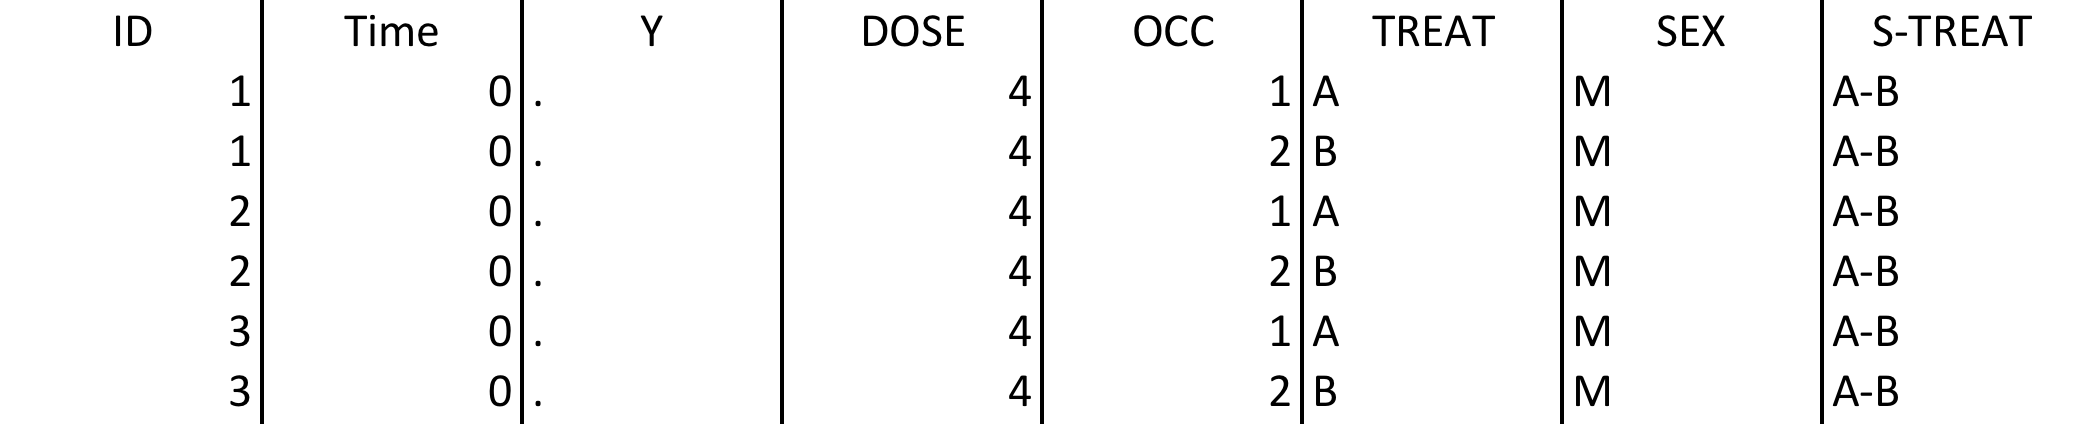 ID Time Y DOSE OCC TREAT SEX S-TREAT
1 0 . 4 1 A M A-B
1 0 . 4 2 B M A-B
2 0 . 4 1 A M A-B
2 0 . 4 2 B M A-B
3 0 . 4 1 A M A-B
3 0 . 4 2 B M A-B